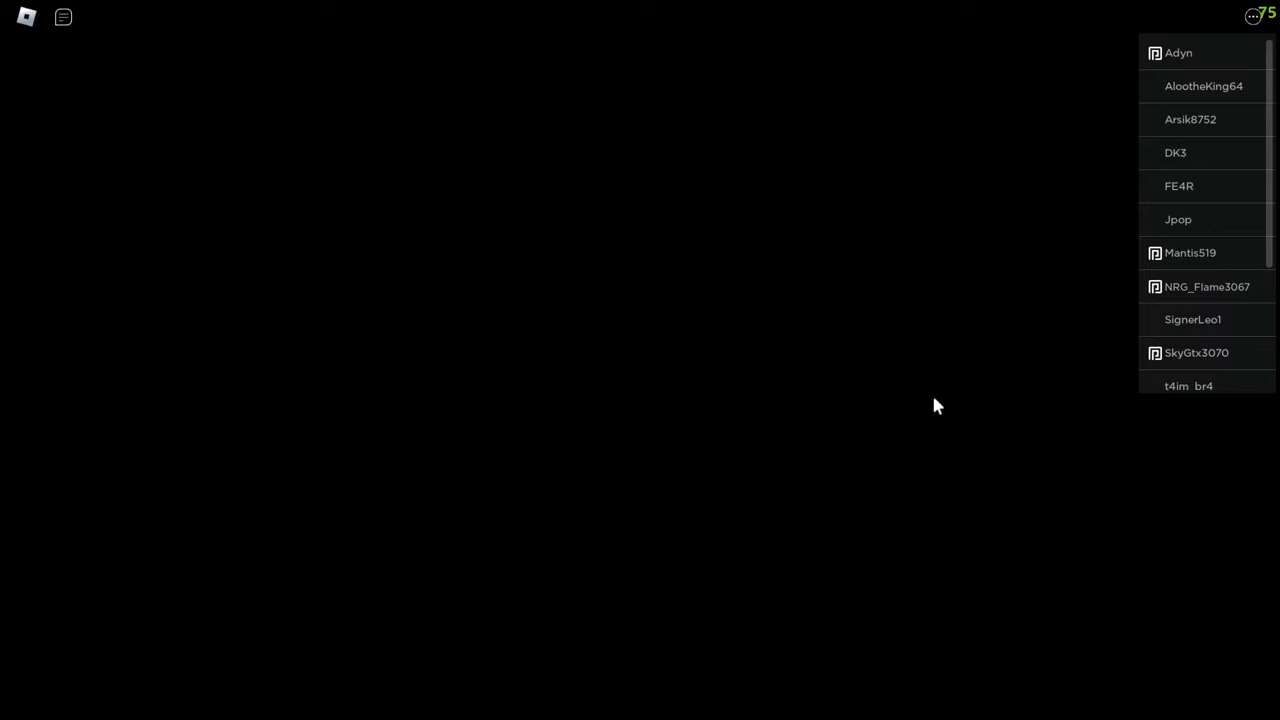 75
Adyn
AlootheKing64
Arsik8752
DK3
FE4R
Jpop
Mantis519
NRG_Flame3067
SignerLeo1
SkyGtx3070
t4im_br4